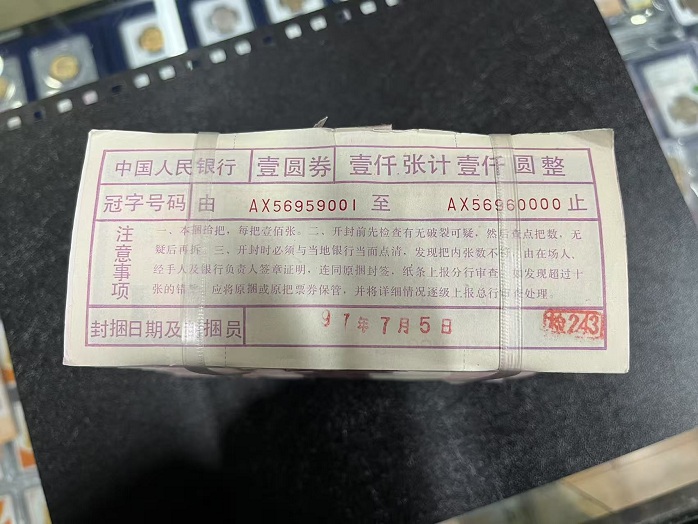 中国人民银行 壹圆券 壹仟张计壹仟圆整
冠字号码 由 AX56959001 至 AX56960000 止
注意事项
一、本捆拾把,每把壹佰张。二、开封前先检查有无破裂可疑,然后查点把数,无
疑后再拆。三、开封时必须与当地银行当面点清,发现把内张数不符,由在场人、
经手人及银行负责人签章证明,连同原捆封签,纸条上报分行审查。如发现超过十
张的错 应将原捆或原把票券保管,并将详细情况逐级上报总行审查处理。
封捆日期及封捆员 97年7月5日 检243